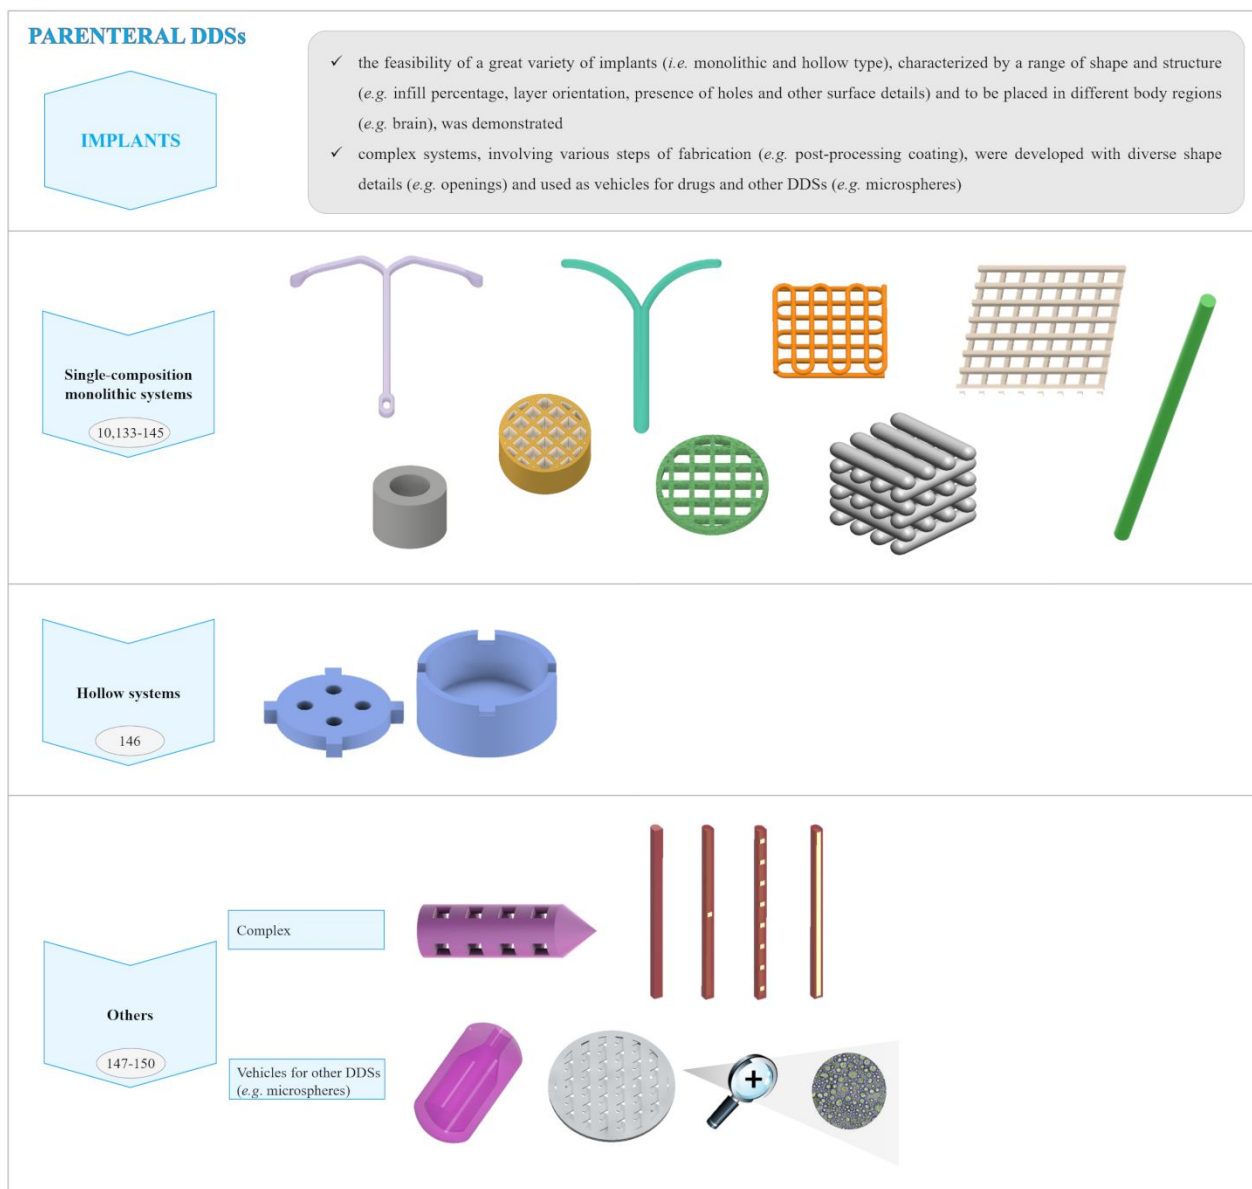 PARENTERAL DDSs
IMPLANTS
✓ the feasibility of a great variety of implants (i.e. monolithic and hollow type), characterized by a range of shape and structure
(e.g. infill percentage, layer orientation, presence of holes and other surface details) and to be placed in different body regions
(e.g. brain), was demonstrated
✓ complex systems, involving various steps of fabrication (e.g. post-processing coating), were developed with diverse shape
details (e.g. openings) and used as vehicles for drugs and other DDSs (e.g. microspheres)
Single-composition
monolithic systems
10,133-145
Hollow systems
146
Others
147-150
Complex
Vehicles for other DDSs
(e.g. microspheres)